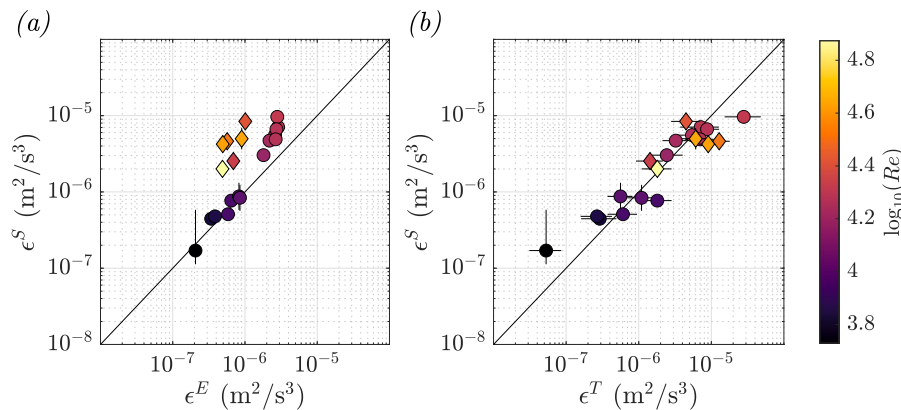 (a)
(b)
10^{-5}
10^{-6}
10^{-7}
10^{-8}
ϵ^S (m^2/s^3)
10^{-7} 10^{-6} 10^{-5}
ϵ^E (m^2/s^3)
10^{-5}
10^{-6}
10^{-7}
10^{-8}
ϵ^S (m^2/s^3)
10^{-7} 10^{-6} 10^{-5}
ϵ^T (m^2/s^3)
4.8
4.6
4.4
4.2
4
3.8
log_{10}(Re)